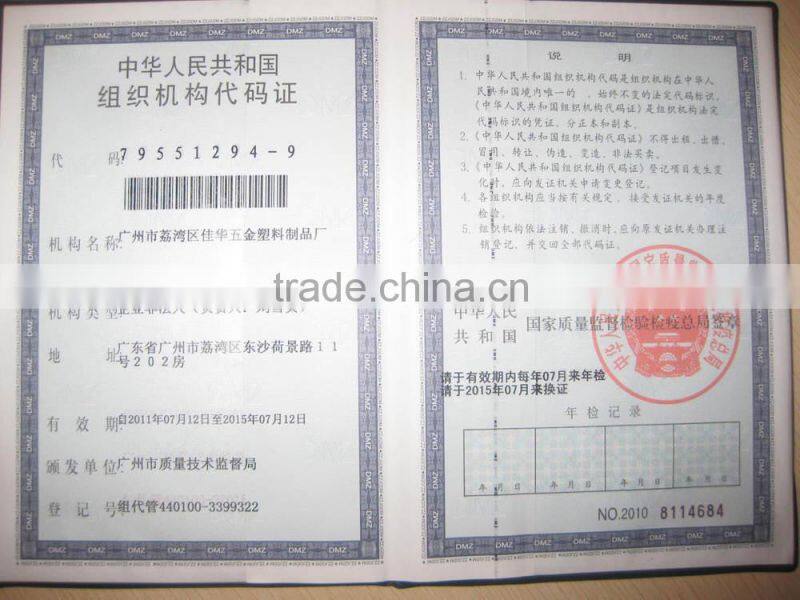 中华人民共和国
组织机构代码证
代 码: 79551294-9
机构名称: 广州市荔湾区佳华五金塑料制品厂
机构类型: 企业非法人
地 址: 广东省广州市荔湾区东沙荷景路11
号202房
有 效 期: 自2011年07月12日至2015年07月12日
颁发单位: 广州市质量技术监督局
登 记 号: 组代管440100-3399322
说 明
1. 中华人民共和国组织机构代码是组织机构在中华人
民共和国境内唯一的、始终不变的法定代码标识,
《中华人民共和国组织机构代码证》是组织机构法定
代码标识的凭证,分正本和副本。
2. 《中华人民共和国组织机构代码证》不得出租、出借、
冒用、转让、伪造、变造、非法买卖。
3. 《中华人民共和国组织机构代码证》登记项目发生变
化时,应向发证机关申请变更登记。
4. 各组织机构应当按有关规定,接受发证机关的年度
检验。
5. 组织机构依法注销、撤消时,应向原发证机关办理注
销登记,并交回全部代码证。
trade.china.cn
中华人民
共和国
国家质量监督检验检疫总局签章
请于有效期内每年07月来年检
请于2015年07月来换证
年检记录
年 月 日 年 月 日 年 月 日 年 月 日
NO.2010 8114684